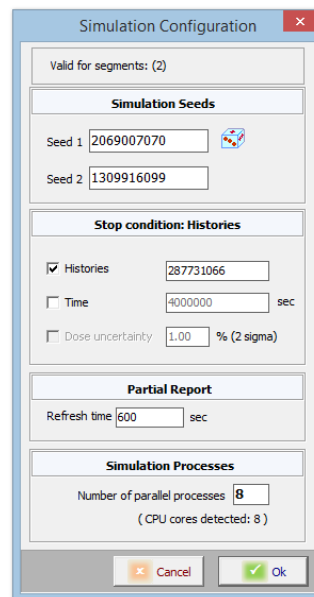 Simulation Configuration
Valid for segments: (2)
Simulation Seeds
Seed 1 2069007070
Seed 2 1309916099
Stop condition: Histories
Histories 287731066
Time 4000000 sec
Dose uncertainty 1.00 % (2 sigma)
Partial Report
Refresh time 600 sec
Simulation Processes
Number of parallel processes 8
( CPU cores detected: 8 )
Cancel Ok